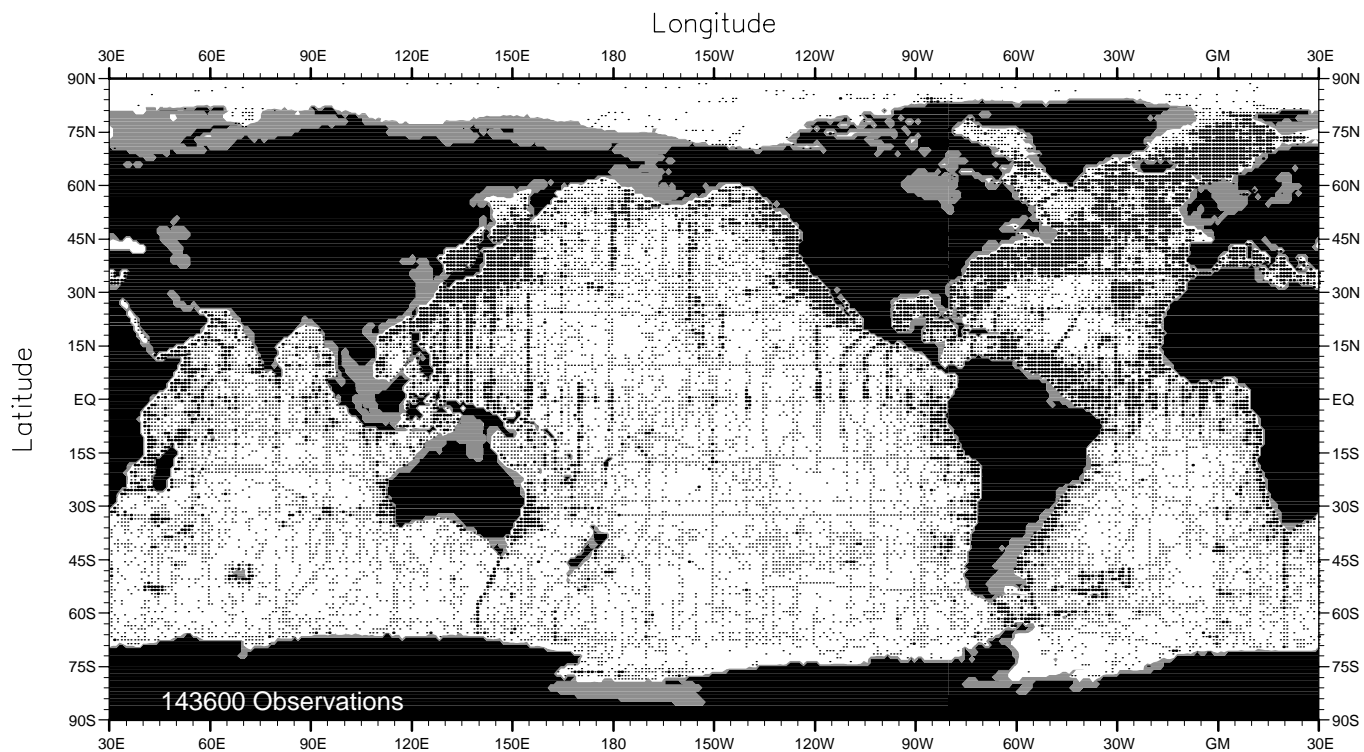 Longitude
30E 60E 90E 120E 150E 180 150W 120W 90W 60W 30W GM 30E
90N 90N
75N 75N
60N 60N
45N 45N
30N 30N
15N 15N
EQ EQ
15S 15S
30S 30S
45S 45S
60S 60S
75S 75S
90S 90S
Latitude
143600 Observations
30E 60E 90E 120E 150E 180 150W 120W 90W 60W 30W GM 30E